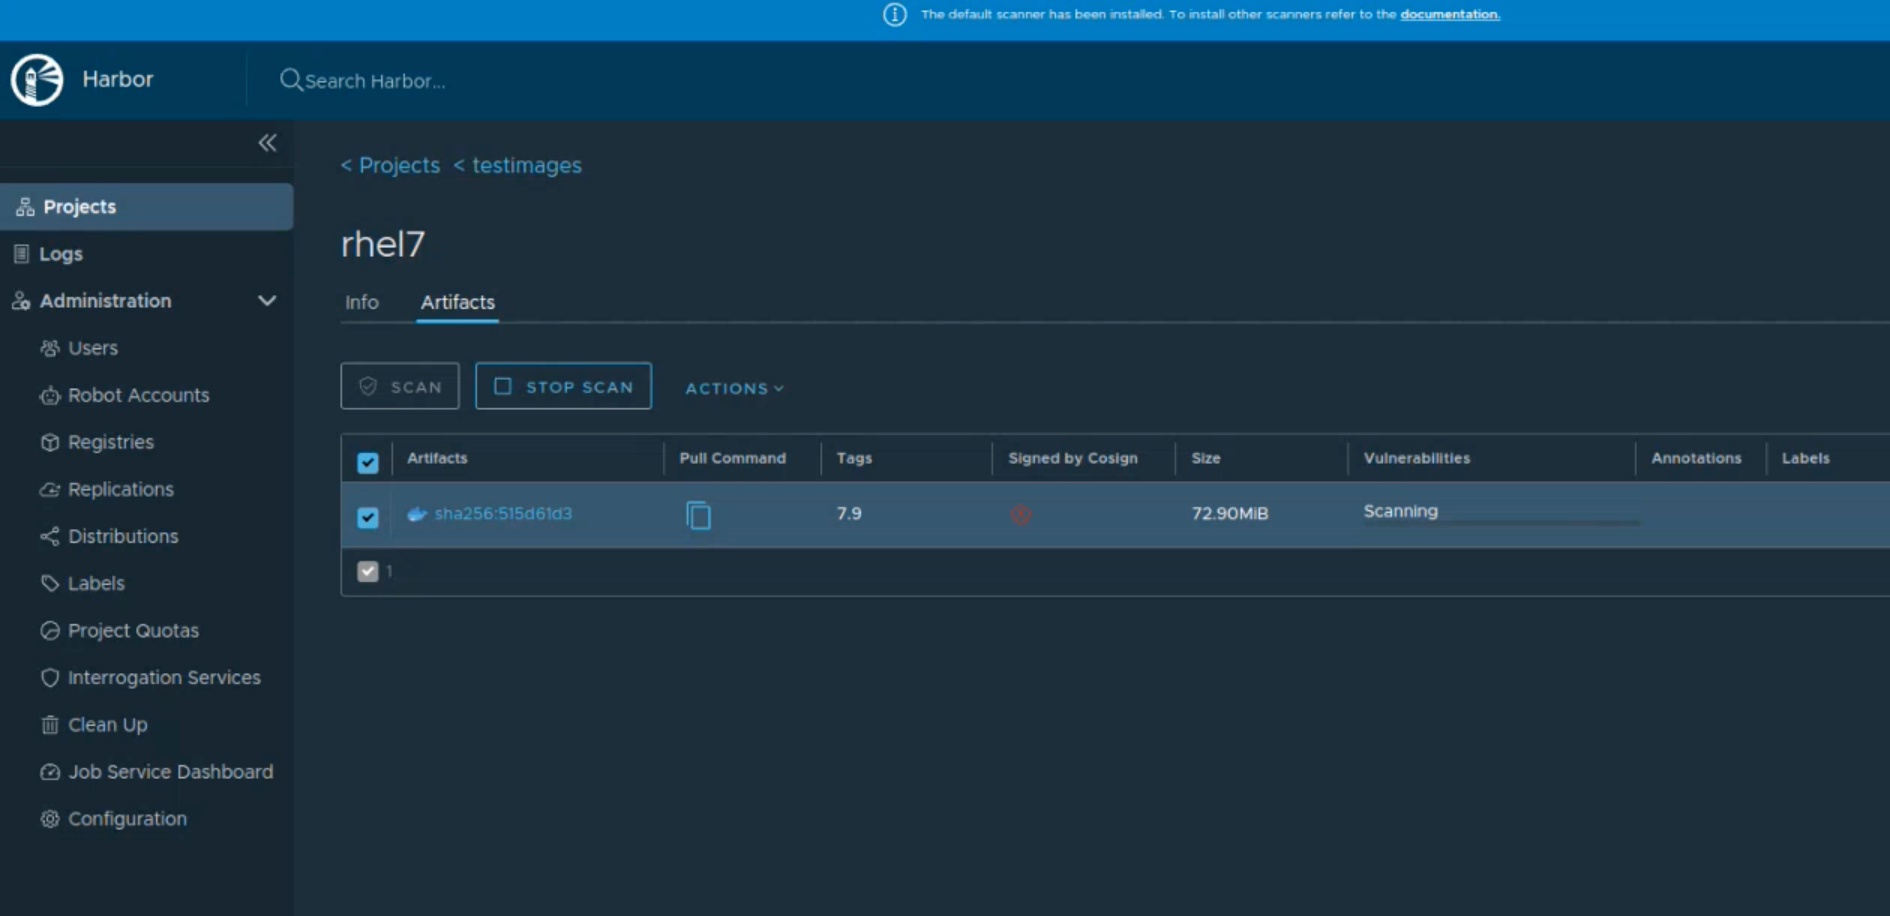 The default scanner has been installed. To install other scanners refer to the documentation.
Harbor
Search Harbor...
< Projects < testimages
Projects
Logs
Administration
Users
Robot Accounts
Registries
Replications
Distributions
Labels
Project Quotas
Interrogation Services
Clean Up
Job Service Dashboard
Configuration
rhel7
Info Artifacts
SCAN STOP SCAN ACTIONS
Artifacts Pull Command Tags Signed by Cosign Size Vulnerabilities Annotations Labels
sha256:515d61d3 7.9 72.90MiB Scanning
1